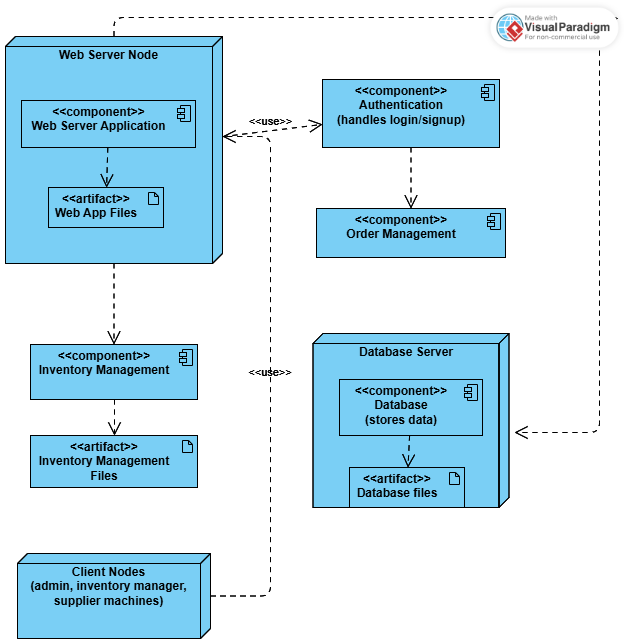 Made with
VisualParadigm
For non-commercial use
Web Server Node
<<component>>
Web Server Application
<<artifact>>
Web App Files
<<use>>
<<component>>
Authentication
(handles login/signup)
<<component>>
Order Management
<<component>>
Inventory Management
<<artifact>>
Inventory Management
Files
<<use>>
Database Server
<<component>>
Database
(stores data)
<<artifact>>
Database files
Client Nodes
(admin, inventory manager,
supplier machines)